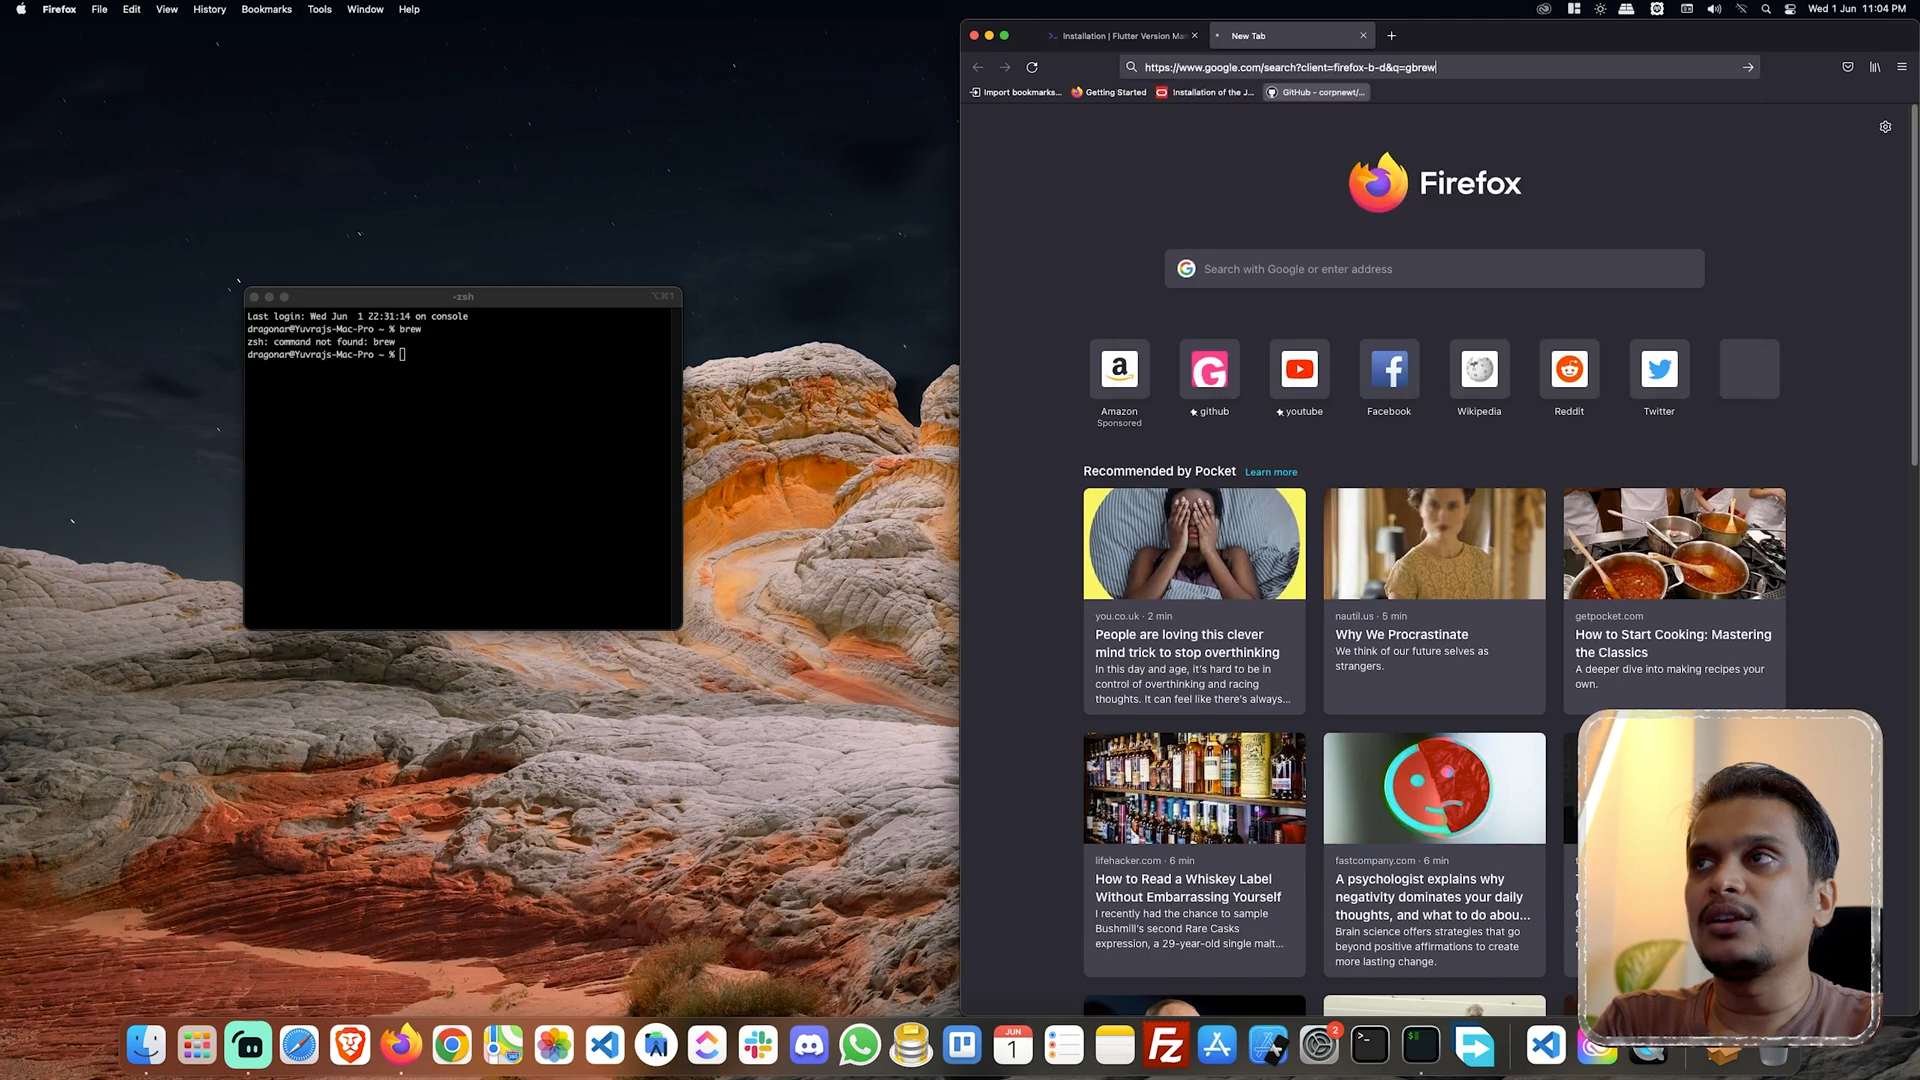 Firefox File Edit View History Bookmarks Tools Window Help
Wed 1 Jun 11:04 PM
Installation | Flutter Version Man
New Tab
https://www.google.com/search?client=firefox-b-d&q=gbrew
Import bookmarks...
Getting Started
Installation of the J...
GitHub - corpnewt/...
-zsh
⌥⌘1
Last login: Wed Jun 1 22:31:14 on console
dragonar@Yuvrajs-Mac-Pro ~ % brew
zsh: command not found: brew
dragonar@Yuvrajs-Mac-Pro ~ %
Firefox
Search with Google or enter address
Amazon
Sponsored
github
youtube
Facebook
Wikipedia
Reddit
Twitter
Recommended by Pocket Learn more
you.co.uk · 2 min
People are loving this clever
mind trick to stop overthinking
In this day and age, it's hard to be in
control of overthinking and racing
thoughts. It can feel like there's always...
nautil.us · 5 min
Why We Procrastinate
We think of our future selves as
strangers.
getpocket.com
How to Start Cooking: Mastering
the Classics
A deeper dive into making recipes your
own.
lifehacker.com · 6 min
How to Read a Whiskey Label
Without Embarrassing Yourself
I recently had the chance to sample
Bushmill's second Rare Casks
expression, a 29-year-old single malt...
fastcompany.com · 6 min
A psychologist explains why
negativity dominates your daily
thoughts, and what to do abou...
Brain science offers strategies that go
beyond positive affirmations to create
more lasting change.
JUN
1
Fz
2